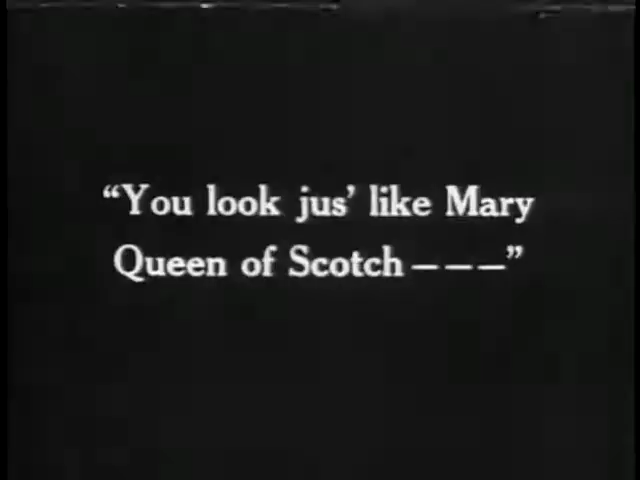 “You look jus’ like Mary
Queen of Scotch — — —”